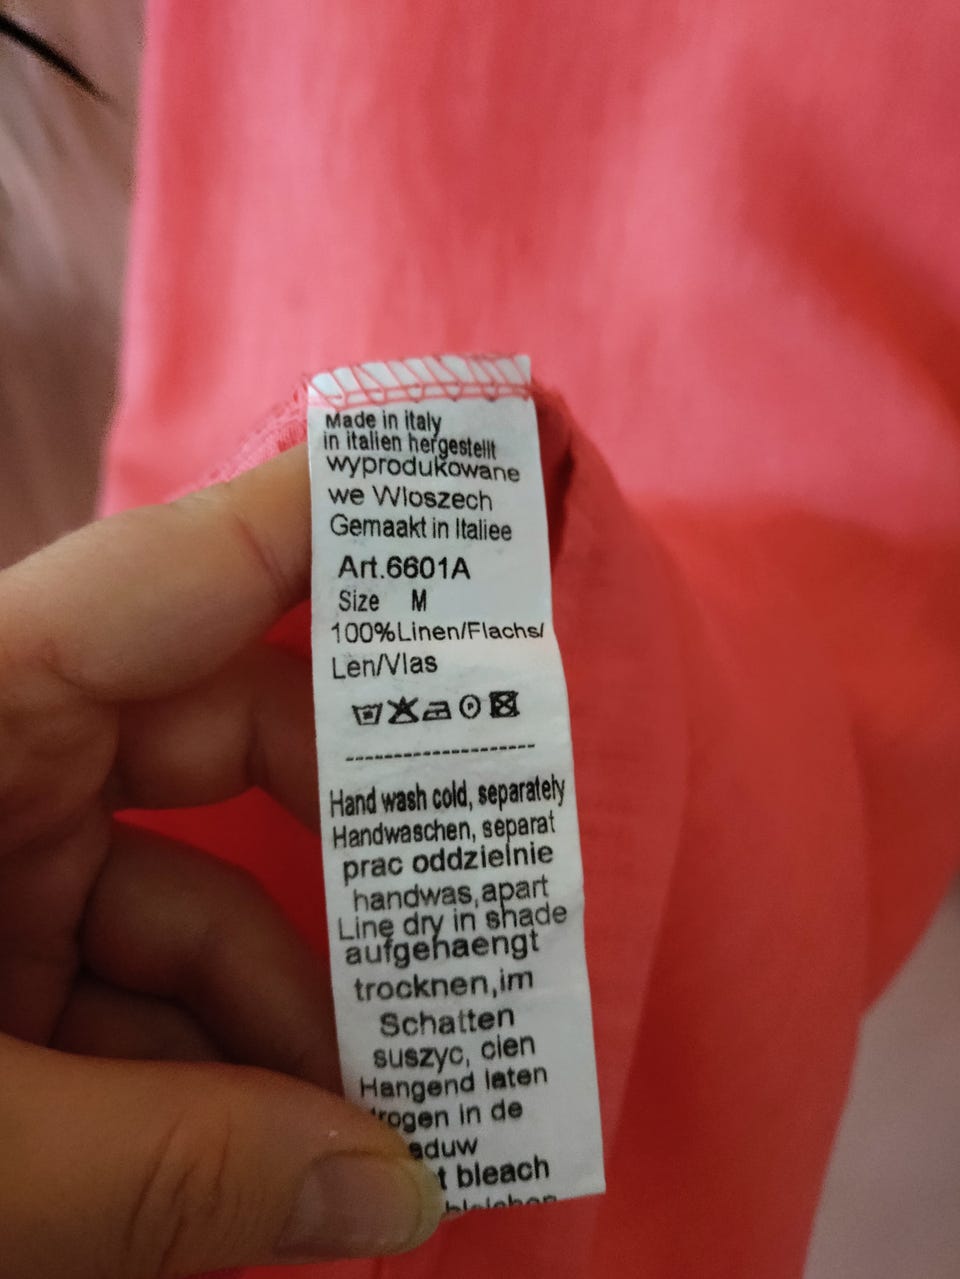 Made in italy
in italien hergestellt
wyprodukowane
we Wloszech
Gemaakt in Italiee
Art.6601A
Size M
100%Linen/Flachs/
Len/Vlas
Hand wash cold, separately
Handwaschen, separat
prac oddzielnie
handwas,apart
Line dry in shade
aufgehaengt
trocknen,im
Schatten
suszyc, cien
Hangend laten
in de
bleach